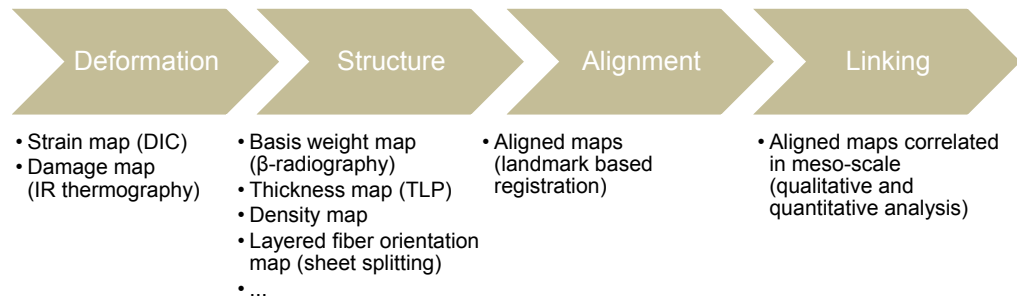 Deformation
Structure
Alignment
Linking
• Strain map (DIC)
• Damage map
(IR thermography)
• Basis weight map
(β-radiography)
• Thickness map (TLP)
• Density map
• Layered fiber orientation
map (sheet splitting)
• ...
• Aligned maps
(landmark based
registration)
• Aligned maps correlated
in meso-scale
(qualitative and
quantitative analysis)